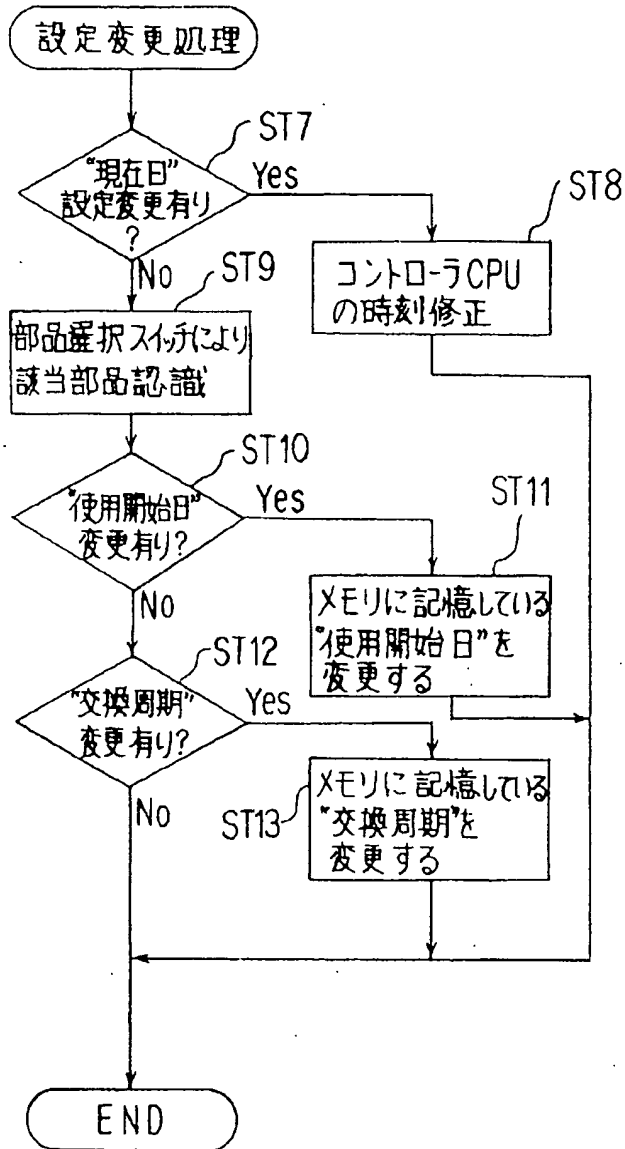 設定変更処理
ST7
“現在日”
設定変更有り
?
Yes
No
ST8
コントローラCPU
の時刻修正
ST9
部品選択スイッチにより
該当部品認識
ST10
“使用開始日”
変更有り?
Yes
No
ST11
メモリに記憶している
“使用開始日”を
変更する
ST12
“交換周期”
変更有り?
Yes
No
ST13
メモリに記憶している
“交換周期”を
変更する
END